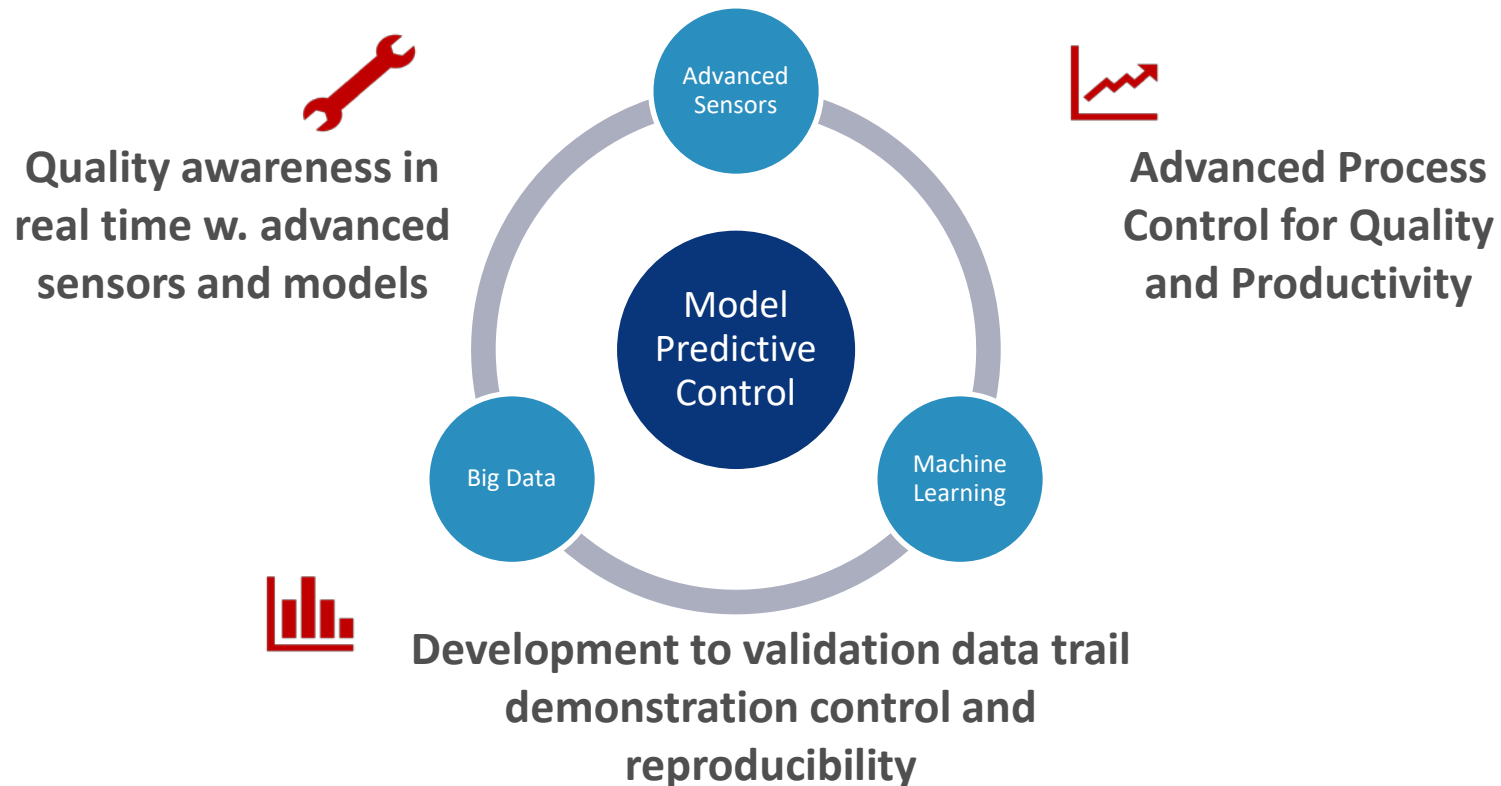 Advanced
Sensors
Quality awareness in
real time w. advanced
sensors and models
Advanced Process
Control for Quality
and Productivity
Model
Predictive
Control
Big Data
Machine
Learning
Development to validation data trail
demonstration control and
reproducibility